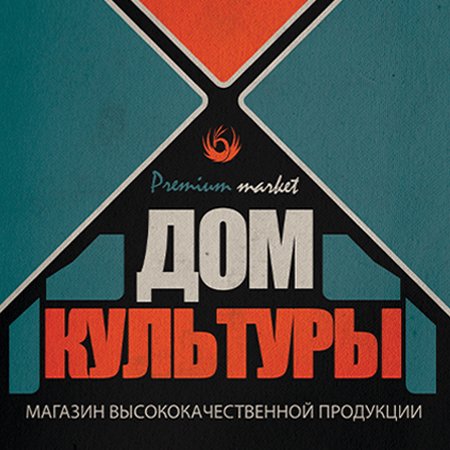 Premium market
ДОМ
КУЛЬТУРЫ
МАГАЗИН ВЫСОКОКАЧЕСТВЕННОЙ ПРОДУКЦИИ